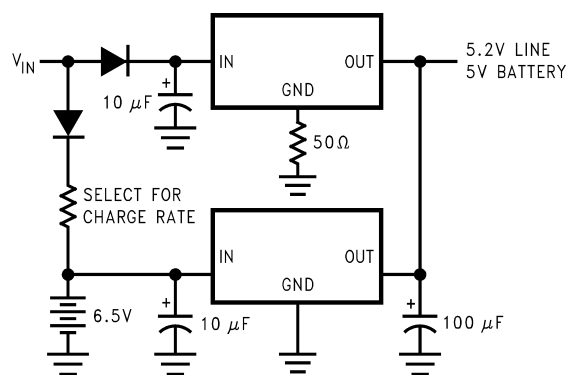 VIN
IN
OUT
GND
5.2V LINE
5V BATTERY
+
10 μF
50Ω
SELECT FOR
CHARGE RATE
IN
OUT
GND
6.5V
+
10 μF
+
100 μF